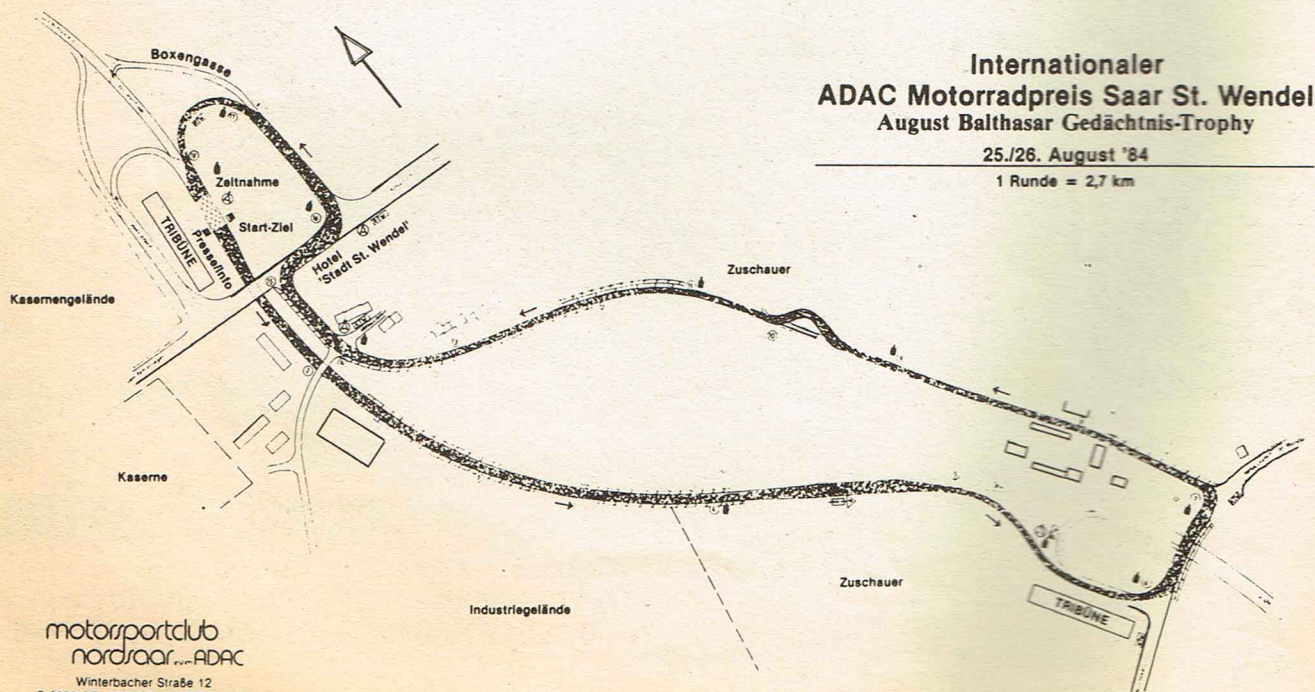 Internationaler
ADAC Motorradpreis Saar St. Wendel
August Balthasar Gedächtnis-Trophy
25./26. August '84
1 Runde = 2,7 km
Boxengasse
Zeitnahme
Start-Ziel
TRIBÜNE
Presse/Info
Hotel
'Stadt St. Wendel'
Kasernengelände
Zuschauer
Kaserne
Industriegelände
Zuschauer
TRIBÜNE
motorsportclub
nordsaar e.V. ADAC
Winterbacher Straße 12